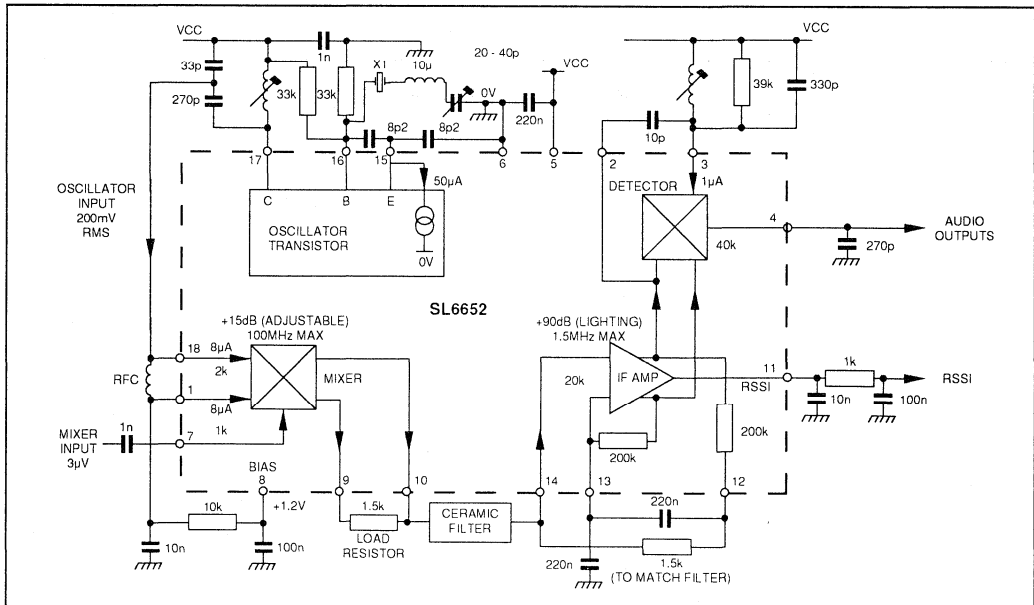 VCC
33p
270p
1n
33k
33k
X1
10µ
20 - 40p
0V
VCC
220n
8p2
8p2
VCC
39k
330p
10p
17
16
15
6
5
2
3
OSCILLATOR
INPUT
200mV
RMS
C
B
E
50µA
0V
OSCILLATOR
TRANSISTOR
DETECTOR
1µA
40k
4
AUDIO
OUTPUTS
270p
SL6652
+15dB (ADJUSTABLE)
100MHz MAX
18
8µA
2k
MIXER
RFC
1
8µA
MIXER
INPUT
3µV
1n
7
1k
+90dB (LIGHTING)
1.5MHz MAX
20k
IF AMP
RSSI
11
1k
RSSI
10n
100n
200k
200k
BIAS
8
+1.2V
9
10
14
13
12
10k
10n
100n
1.5k
LOAD
RESISTOR
CERAMIC
FILTER
220n
220n
1.5k
(TO MATCH FILTER)